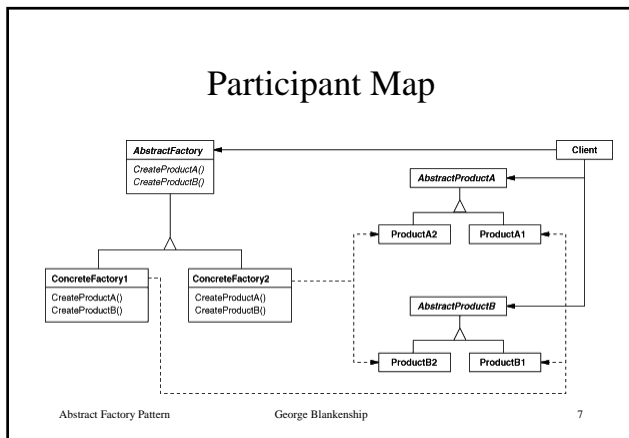 Participant Map
AbstractFactory
CreateProductA()
CreateProductB()
Client
AbstractProductA
ProductA2
ProductA1
ConcreteFactory1
CreateProductA()
CreateProductB()
ConcreteFactory2
CreateProductA()
CreateProductB()
AbstractProductB
ProductB2
ProductB1
Abstract Factory Pattern
George Blankenship
7